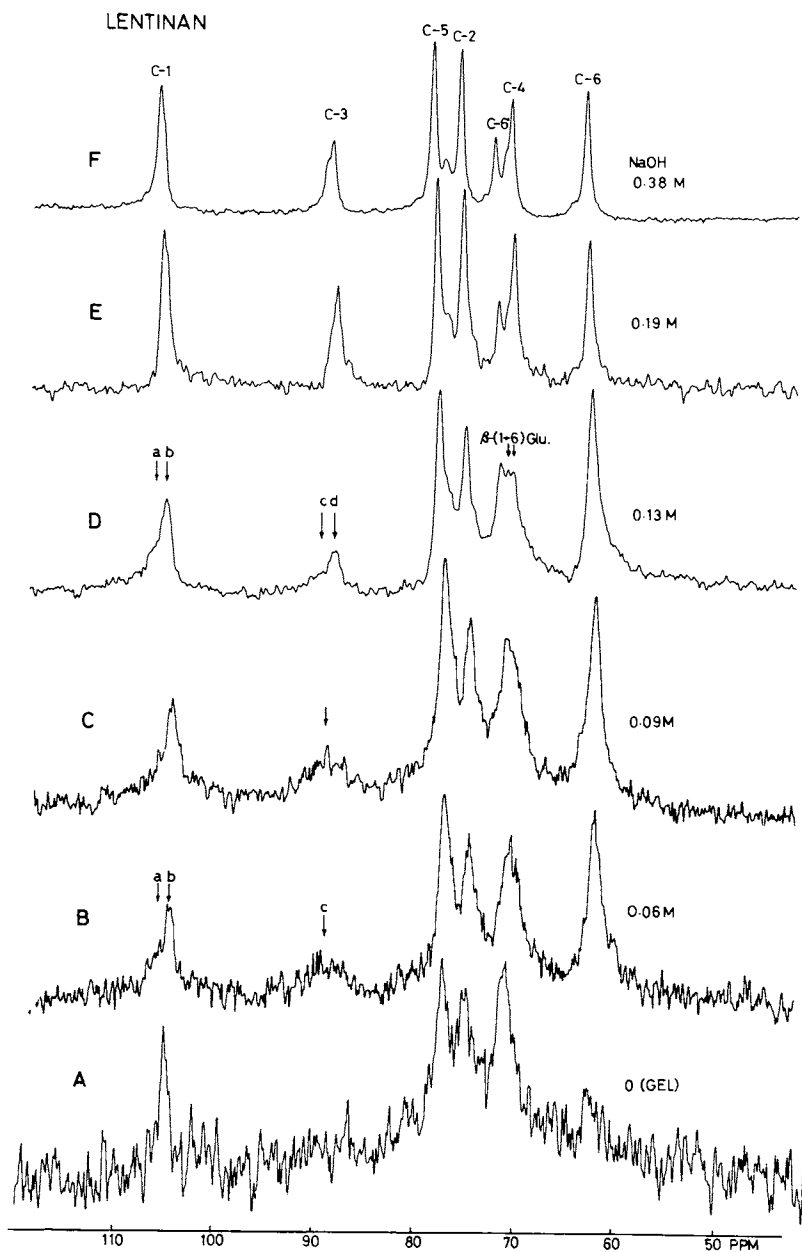 LENTINAN
C-5 C-2
C-1
C-6
C-4
C-3
C-6'
F
NaOH
0.38 M
E
0.19 M
β-(1→6)Glu.
a b
c d
D
0.13 M
C
0.09M
a b
c
B
0.06M
A
0 (GEL)
110 100 90 80 70 60 50 PPM